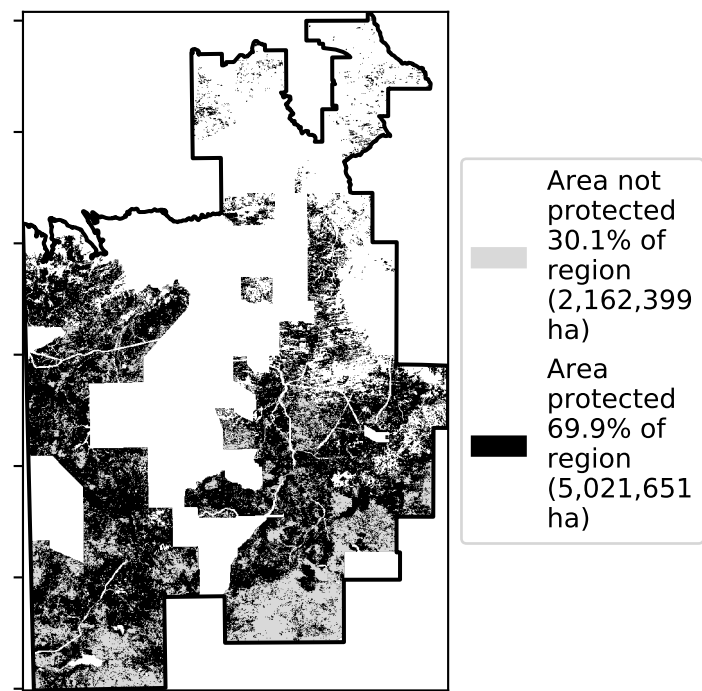 Area not
protected
30.1% of
region
(2,162,399
ha)
Area
protected
69.9% of
region
(5,021,651
ha)